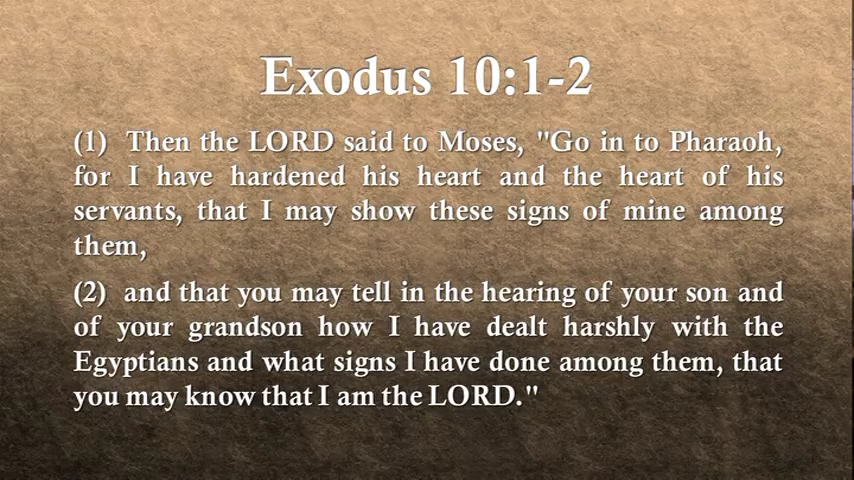 Exodus 10:1-2
(1) Then the LORD said to Moses, "Go in to Pharaoh,
for I have hardened his heart and the heart of his
servants, that I may show these signs of mine among
them,
(2) and that you may tell in the hearing of your son and
of your grandson how I have dealt harshly with the
Egyptians and what signs I have done among them, that
you may know that I am the LORD."